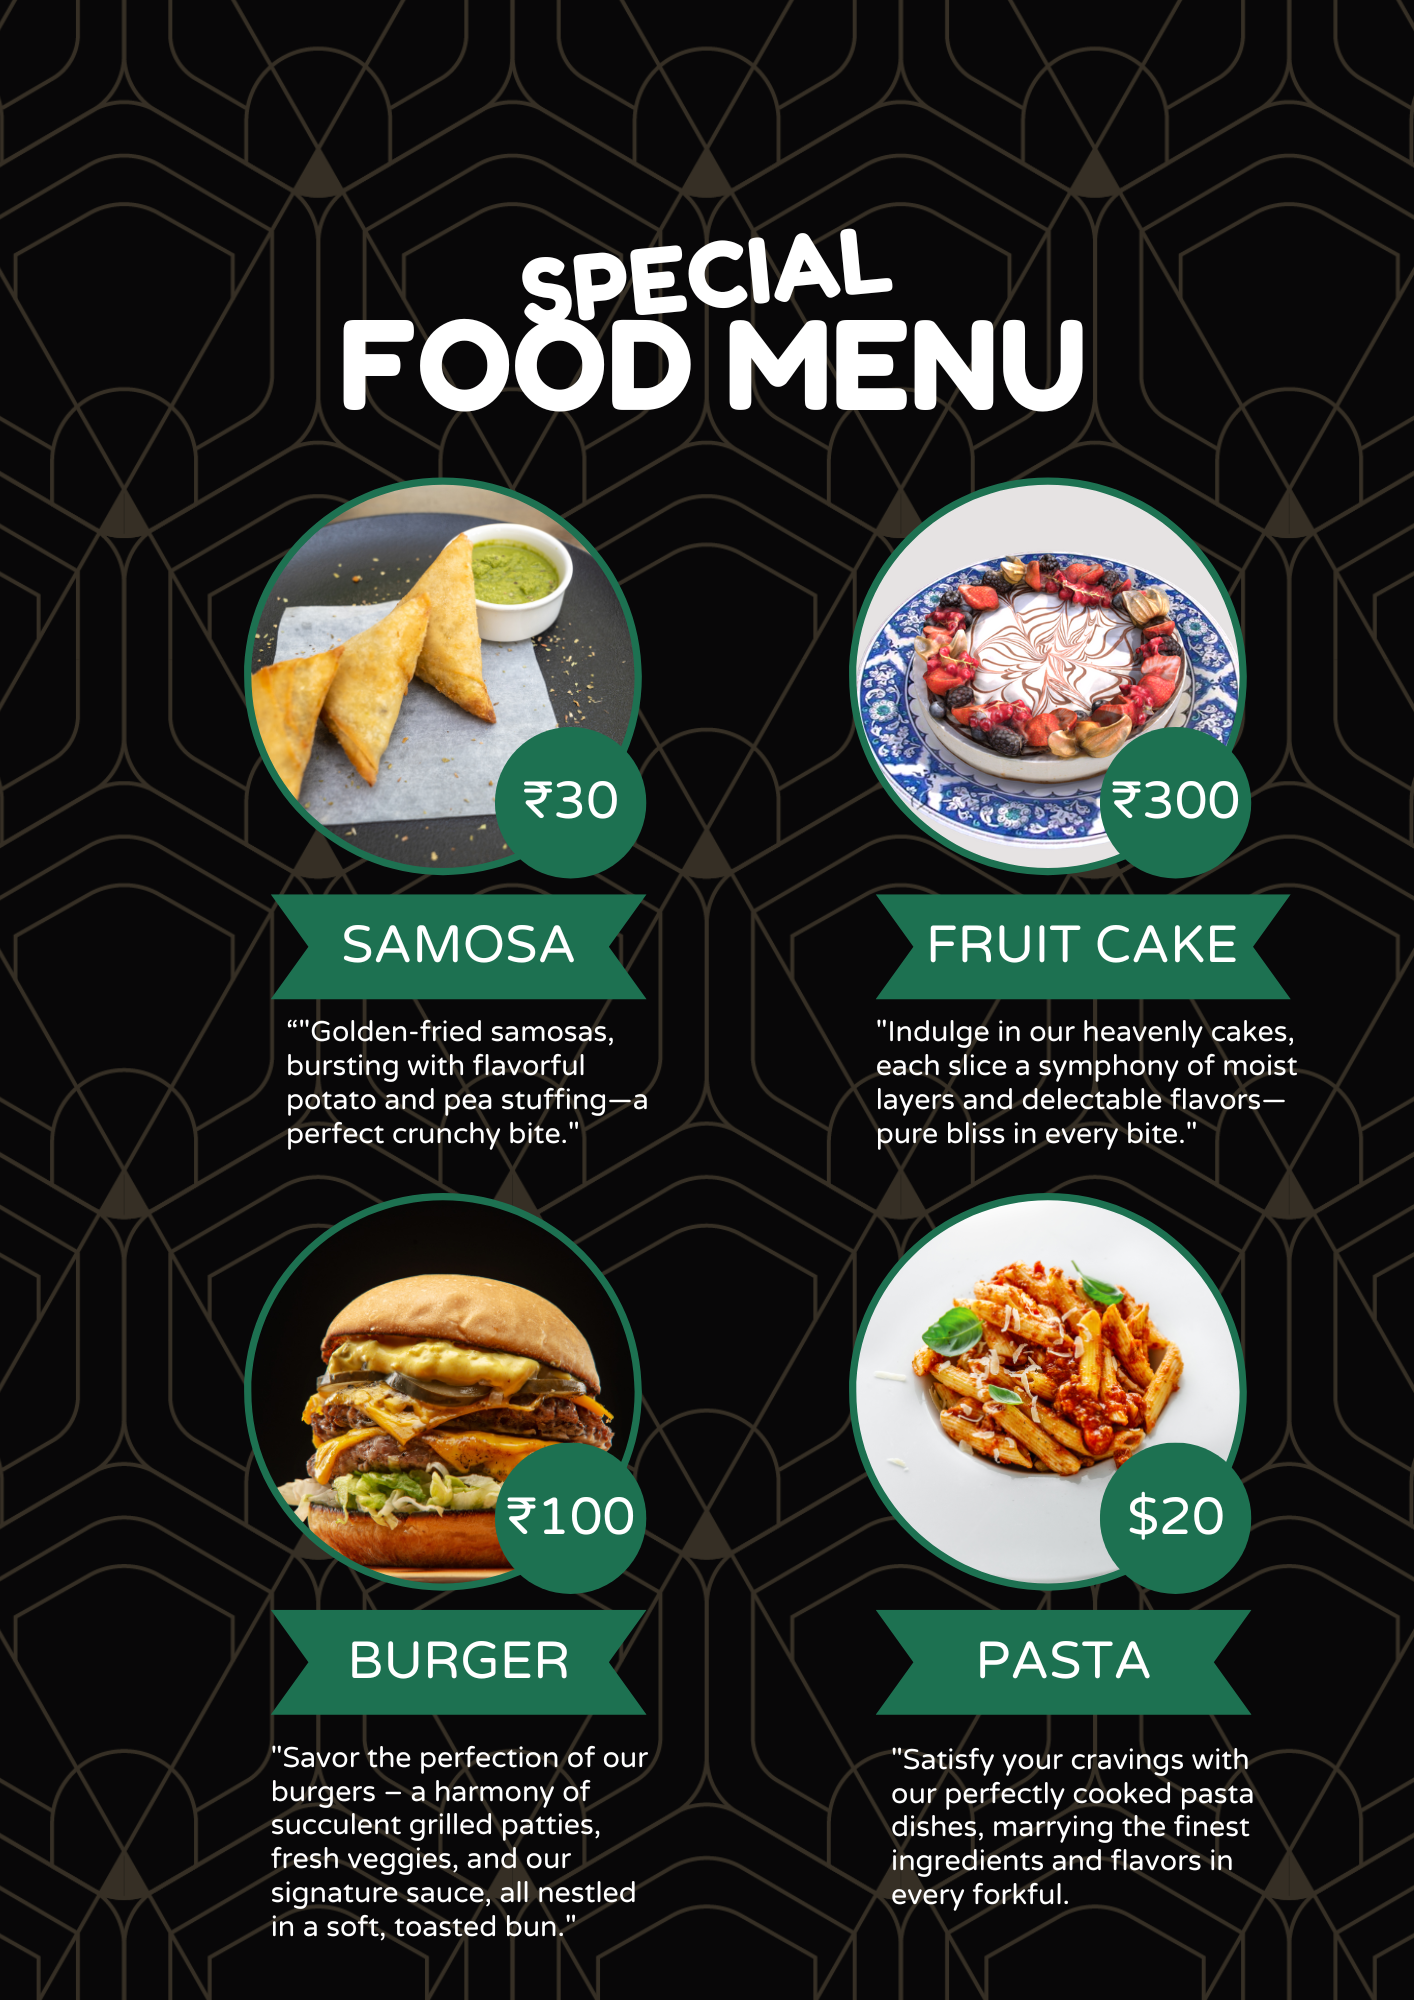 SPECIAL
FOOD MENU
₹30
SAMOSA
“"Golden-fried samosas,
bursting with flavorful
potato and pea stuffing—a
perfect crunchy bite."
₹300
FRUIT CAKE
"Indulge in our heavenly cakes,
each slice a symphony of moist
layers and delectable flavors—
pure bliss in every bite."
₹100
BURGER
"Savor the perfection of our
burgers – a harmony of
succulent grilled patties,
fresh veggies, and our
signature sauce, all nestled
in a soft, toasted bun."
$20
PASTA
"Satisfy your cravings with
our perfectly cooked pasta
dishes, marrying the finest
ingredients and flavors in
every forkful.